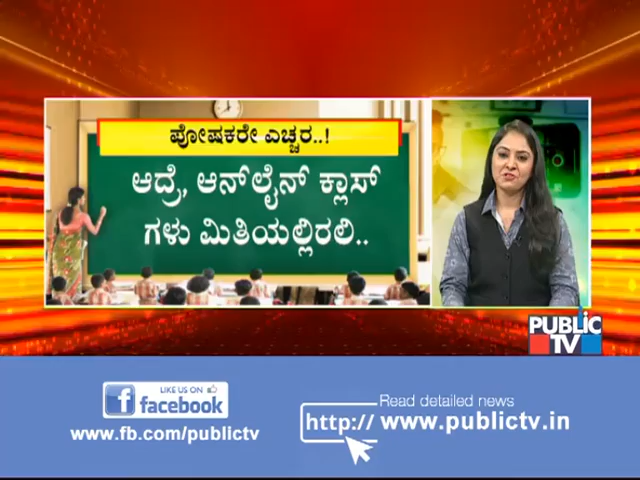 ಪೋಷಕರೇ ಎಚ್ಚರ..!
ಆದ್ರೆ, ಆನ್‌ಲೈನ್ ಕ್ಲಾಸ್
ಗಳು ಮಿತಿಯಲ್ಲಿರಲಿ..
PUBLiC
TV
LIKE US ON
facebook
www.fb.com/publictv
Read detailed news
http:// www.publictv.in